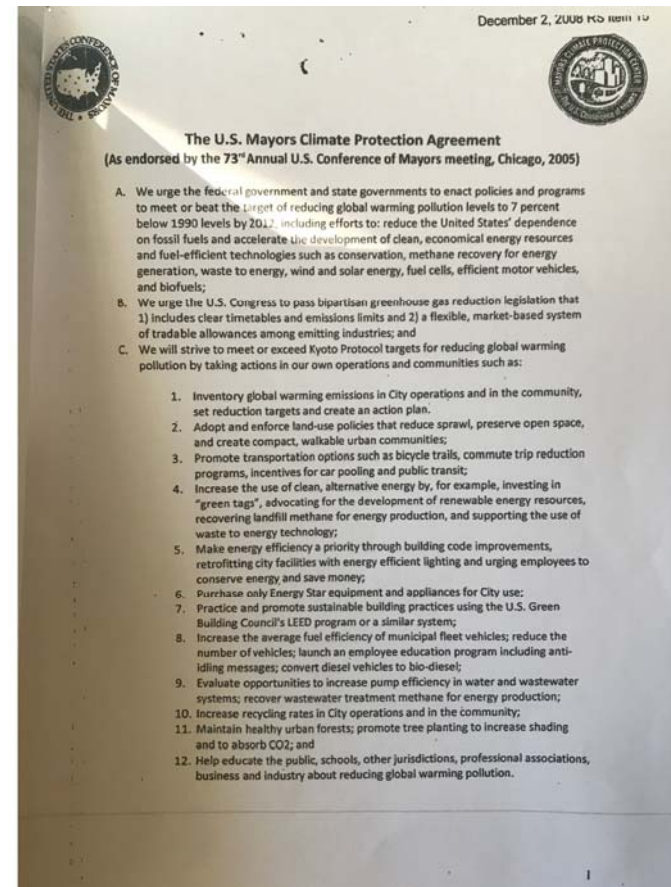 December 2, 2008 RS Item 15
THE UNITED STATES CONFERENCE OF MAYORS
MAYORS CLIMATE PROTECTION CENTER
The U.S. Conference of Mayors
The U.S. Mayors Climate Protection Agreement
(As endorsed by the 73rd Annual U.S. Conference of Mayors meeting, Chicago, 2005)
A. We urge the federal government and state governments to enact policies and programs
to meet or beat the target of reducing global warming pollution levels to 7 percent
below 1990 levels by 2012, including efforts to: reduce the United States' dependence
on fossil fuels and accelerate the development of clean, economical energy resources
and fuel-efficient technologies such as conservation, methane recovery for energy
generation, waste to energy, wind and solar energy, fuel cells, efficient motor vehicles,
and biofuels;
B. We urge the U.S. Congress to pass bipartisan greenhouse gas reduction legislation that
1) includes clear timetables and emissions limits and 2) a flexible, market-based system
of tradable allowances among emitting industries; and
C. We will strive to meet or exceed Kyoto Protocol targets for reducing global warming
pollution by taking actions in our own operations and communities such as:
1. Inventory global warming emissions in City operations and in the community,
set reduction targets and create an action plan.
2. Adopt and enforce land-use policies that reduce sprawl, preserve open space,
and create compact, walkable urban communities;
3. Promote transportation options such as bicycle trails, commute trip reduction
programs, incentives for car pooling and public transit;
4. Increase the use of clean, alternative energy by, for example, investing in
"green tags", advocating for the development of renewable energy resources,
recovering landfill methane for energy production, and supporting the use of
waste to energy technology;
5. Make energy efficiency a priority through building code improvements,
retrofitting city facilities with energy efficient lighting and urging employees to
conserve energy and save money;
6. Purchase only Energy Star equipment and appliances for City use;
7. Practice and promote sustainable building practices using the U.S. Green
Building Council's LEED program or a similar system;
8. Increase the average fuel efficiency of municipal fleet vehicles; reduce the
number of vehicles; launch an employee education program including anti-
idling messages; convert diesel vehicles to bio-diesel;
9. Evaluate opportunities to increase pump efficiency in water and wastewater
systems; recover wastewater treatment methane for energy production;
10. Increase recycling rates in City operations and in the community;
11. Maintain healthy urban forests; promote tree planting to increase shading
and to absorb CO2; and
12. Help educate the public, schools, other jurisdictions, professional associations,
business and industry about reducing global warming pollution.